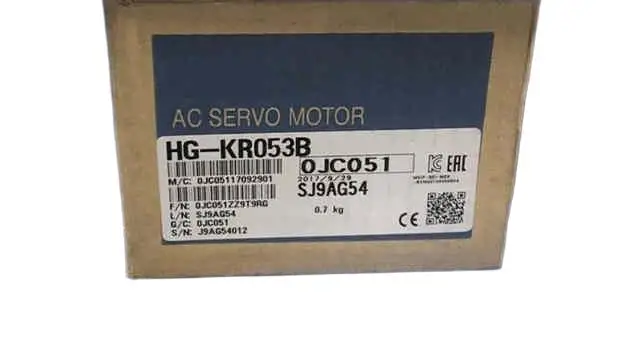 AC SERVO MOTOR
HG-KR053B
0JC051
M/C: 0JC05117092901
2017/9/29
SJ9AG54
F/N: 0JC051ZZ9T9RG
L/N: SJ9AG54
G/C: 0JC051
S/N: J9AG54012
0.7 kg
EAC
CE